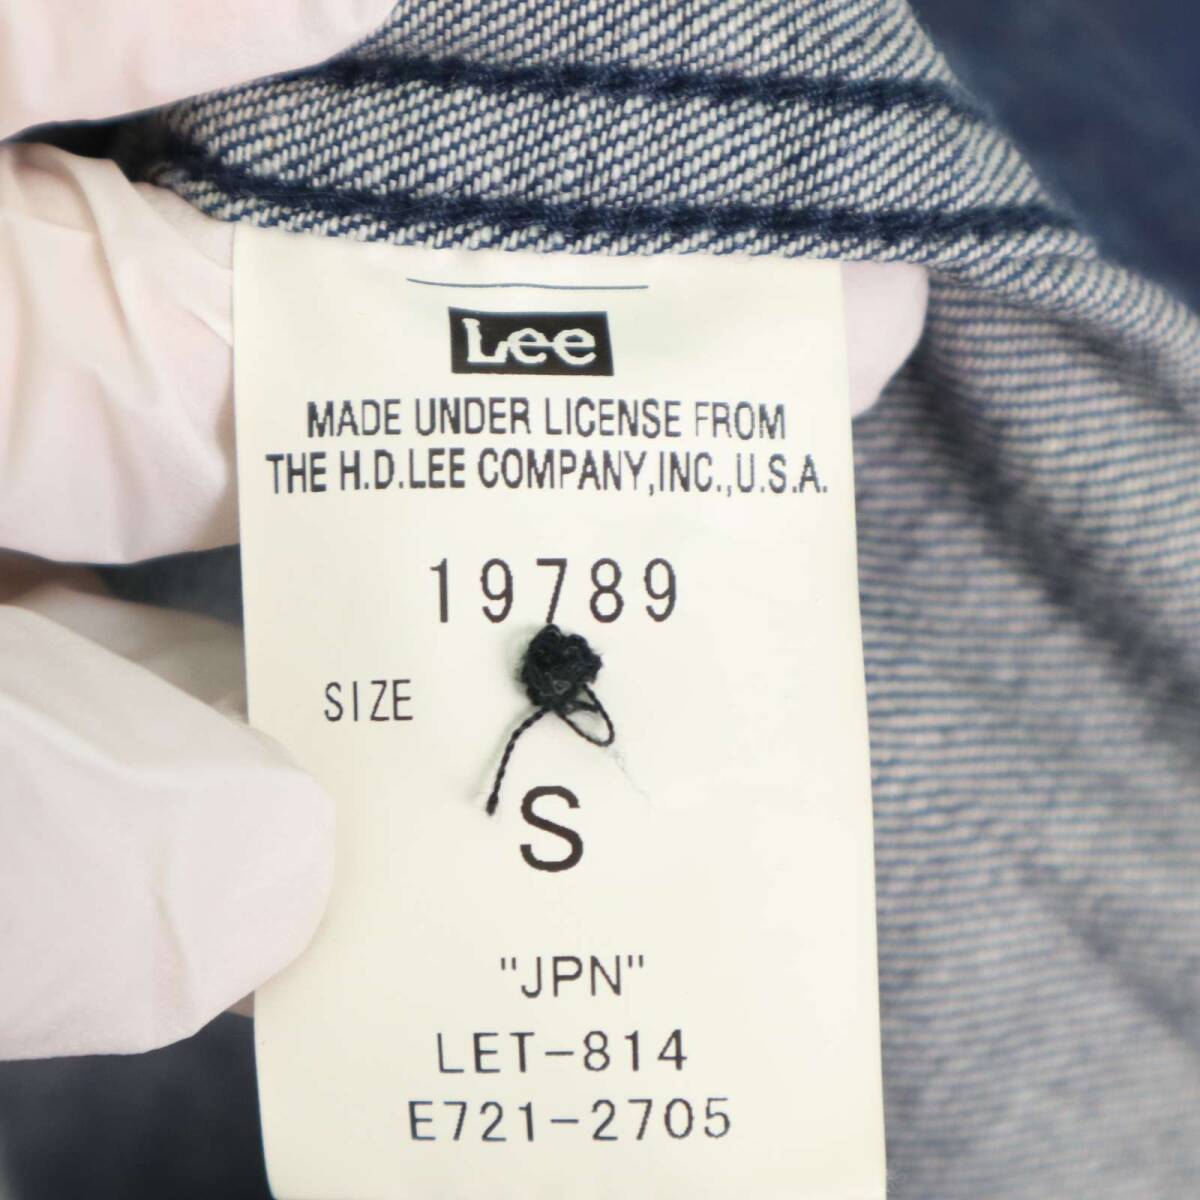 Lee
MADE UNDER LICENSE FROM
THE H.D.LEE COMPANY,INC.,U.S.A.
19789
SIZE
S
"JPN"
LET-814
E721-2705